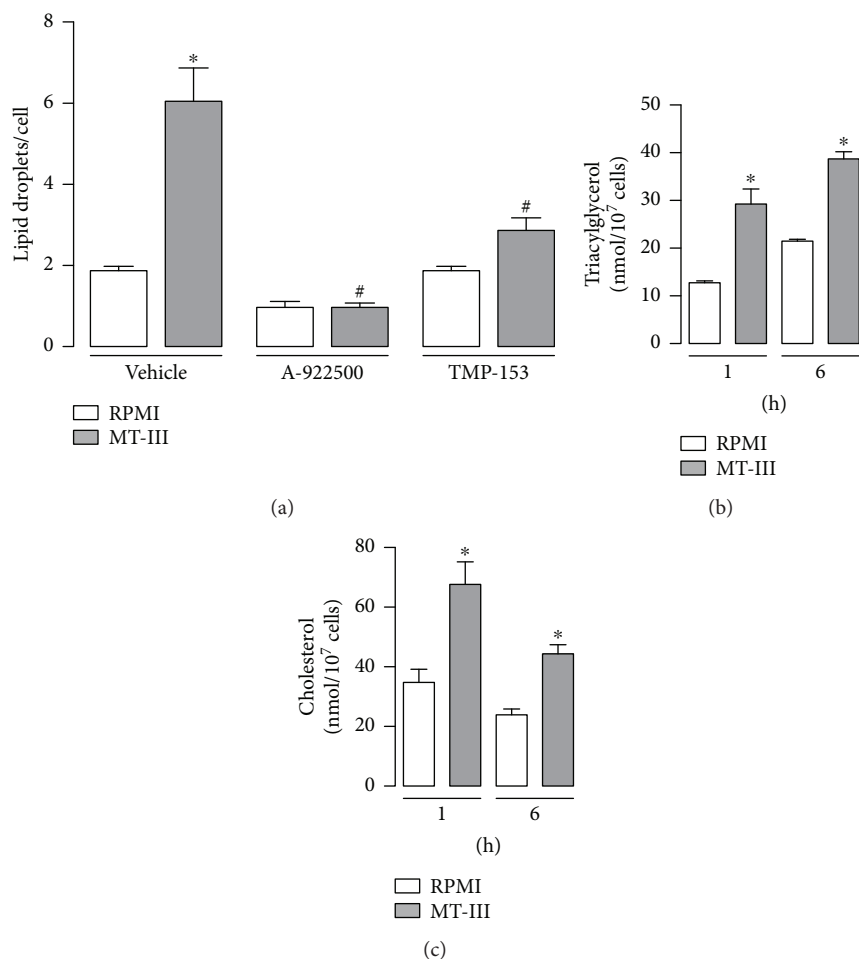 8
6
4
2
0
Lipid droplets/cell
*
#
#
Vehicle
A-922500
TMP-153
RPMI
MT-III
(a)
50
40
30
20
10
0
Triacylglycerol
(nmol/10⁷ cells)
*
*
1
6
(h)
RPMI
MT-III
(b)
80
60
40
20
0
Cholesterol
(nmol/10⁷ cells)
*
*
1
6
(h)
RPMI
MT-III
(c)